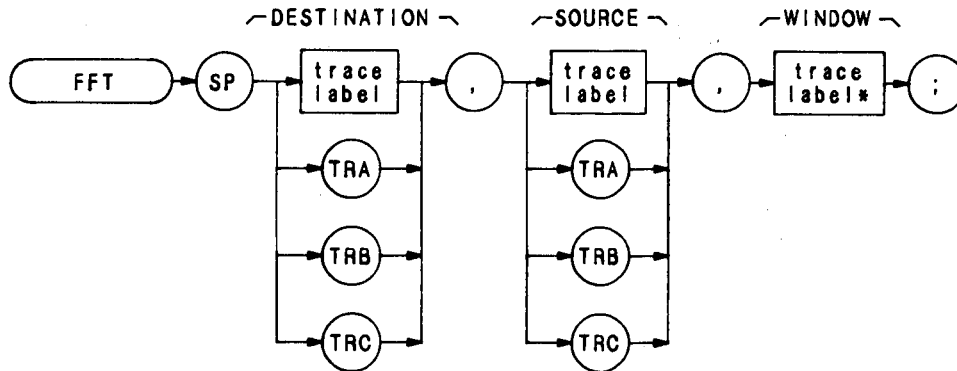 DESTINATION SOURCE WINDOW
FFT SP trace label , trace label , trace label* ;
TRA TRA
TRB TRB
TRC TRC